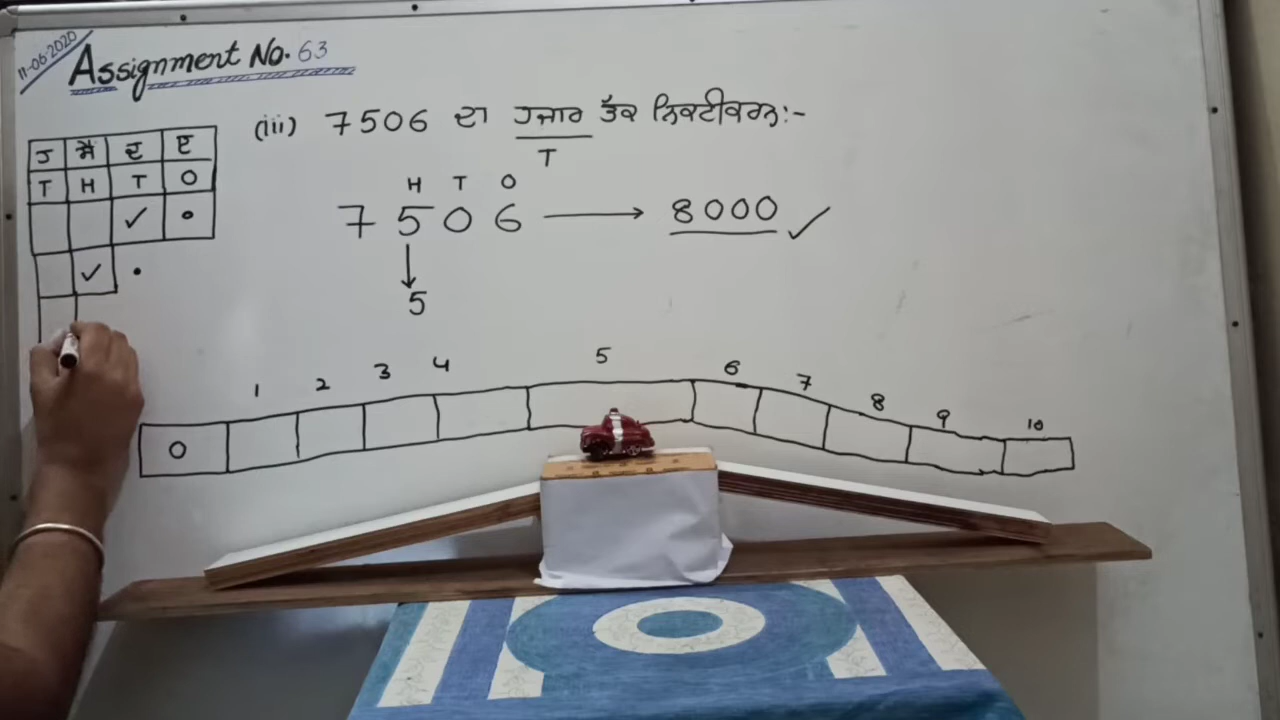 11-06-2020
Assignment No. 63
(iii) 7506 ਦਾ ਹਜਾਰ ਤੱਕ ਨਿਕਟੀਕਰਨ:-
T
ਹ ਸੈ ਦ ਏ
T H T O
✓ •
✓ •
H T O
7 5 0 6 → 8000 ✓
↓
5
0 1 2 3 4 5 6 7 8 9 10